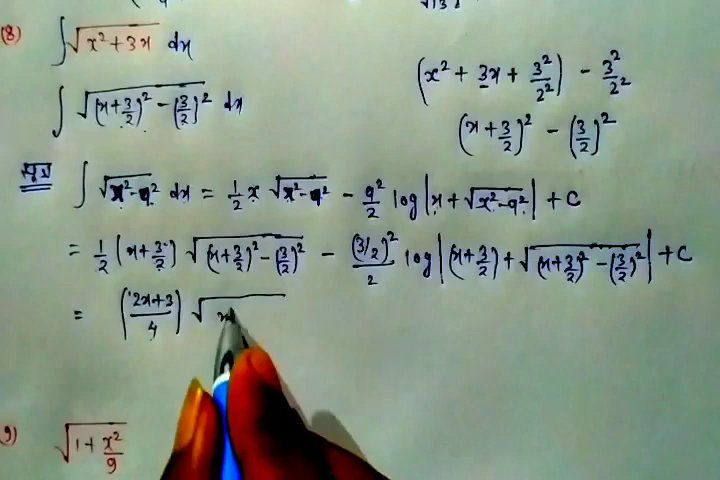 (8) ∫√(x²+3x) dx
(x² + 3x + 3²/2²) − 3²/2²
∫ √((x+3/2)² − (3/2)²) dx
(x+3/2)² − (3/2)²
सूत्र ∫ √(x²−a²) dx = 1/2 x √(x²−a²) − a²/2 log|x + √(x²−a²)| + C
= 1/2 (x+3/2) √((x+3/2)² − (3/2)²) − (3/2)²/2 log|(x+3/2) + √((x+3/2)² − (3/2)²)| + C
= ((2x+3)/4) √x
9) √(1 + x²/9)